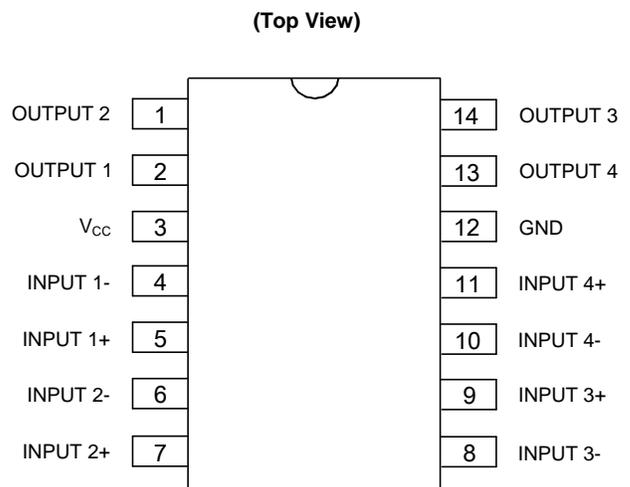 (Top View)
OUTPUT 2 1 14 OUTPUT 3
OUTPUT 1 2 13 OUTPUT 4
VCC 3 12 GND
INPUT 1- 4 11 INPUT 4+
INPUT 1+ 5 10 INPUT 4-
INPUT 2- 6 9 INPUT 3+
INPUT 2+ 7 8 INPUT 3-